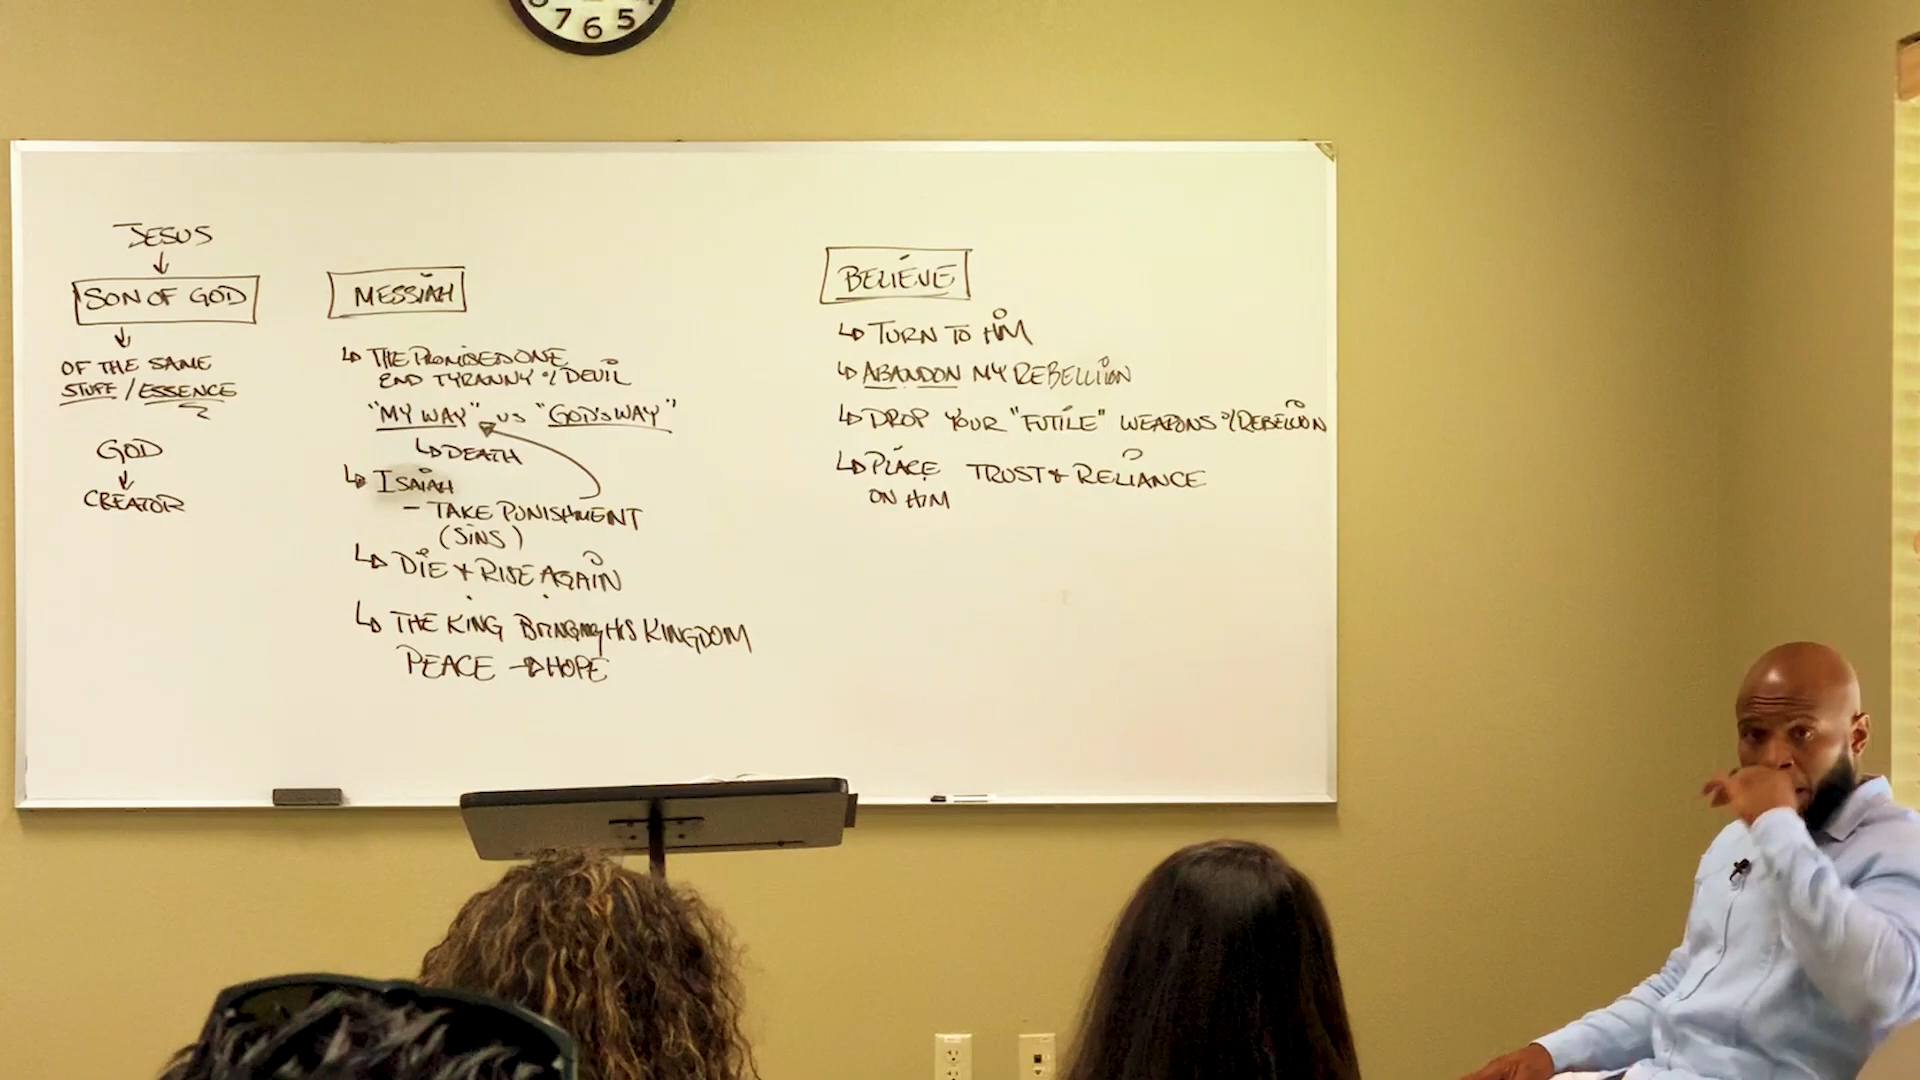 7 6 5
JESUS
SON OF GOD
OF THE SAME
STUFF / ESSENCE
GOD
CREATOR
MESSIAH
THE PROMISED ONE
END TYRANNY o/ DEVIL
"MY WAY" vs "GOD'S WAY"
DEATH
ISAIAH
- TAKE PUNISHMENT
(SINS)
DIE + RISE AGAIN
THE KING BRINGING HIS KINGDOM
PEACE → HOPE
BELIEVE
TURN TO HIM
ABANDON MY REBELLION
DROP YOUR "FUTILE" WEAPONS o/ REBELLION
PLACE TRUST + RELIANCE
ON HIM